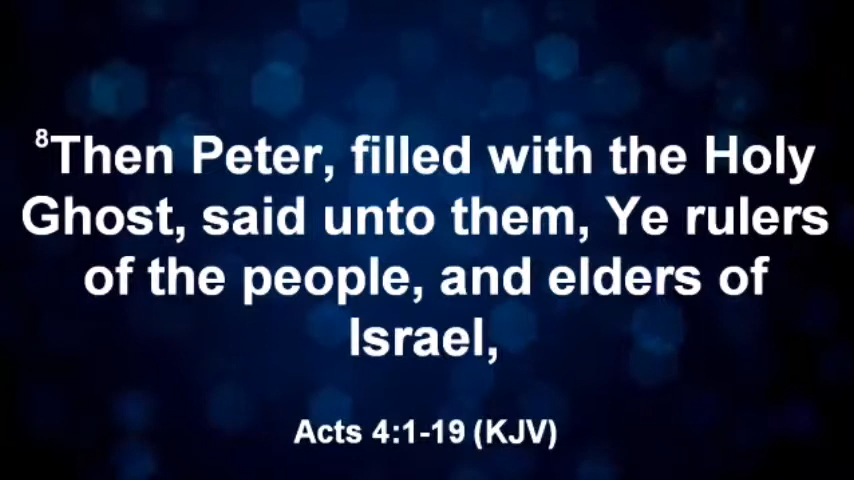 ⁸Then Peter, filled with the Holy
Ghost, said unto them, Ye rulers
of the people, and elders of
Israel,
Acts 4:1-19 (KJV)